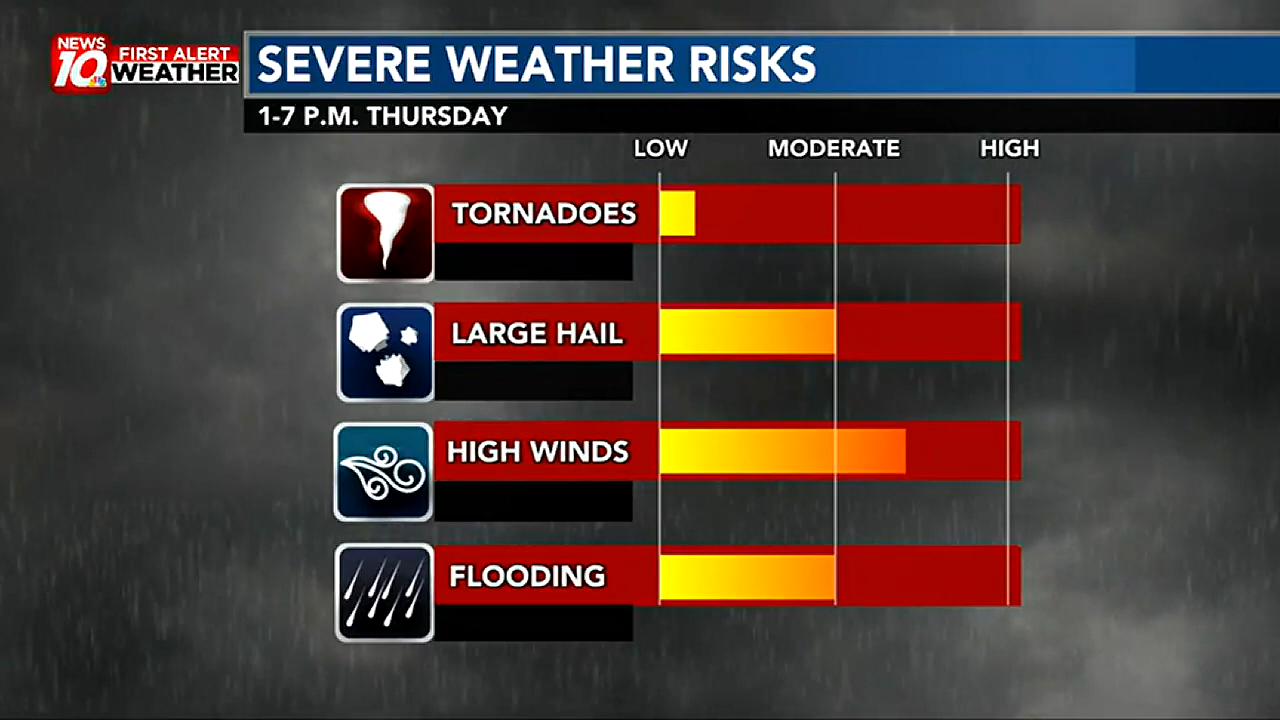 NEWS
10
FIRST ALERT
WEATHER
SEVERE WEATHER RISKS
1-7 P.M. THURSDAY
LOW MODERATE HIGH
TORNADOES
LARGE HAIL
HIGH WINDS
FLOODING